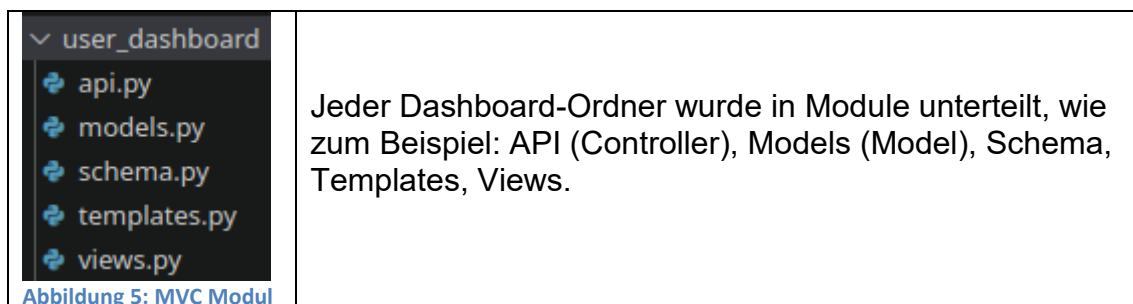 user_dashboard
api.py
models.py
schema.py
templates.py
views.py
Abbildung 5: MVC Modul
Jeder Dashboard-Ordner wurde in Module unterteilt, wie
zum Beispiel: API (Controller), Models (Model), Schema,
Templates, Views.